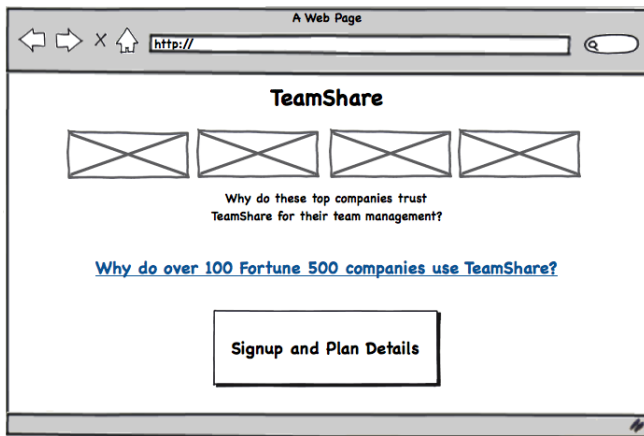 A Web Page
http://
TeamShare
Why do these top companies trust
TeamShare for their team management?
Why do over 100 Fortune 500 companies use TeamShare?
Signup and Plan Details